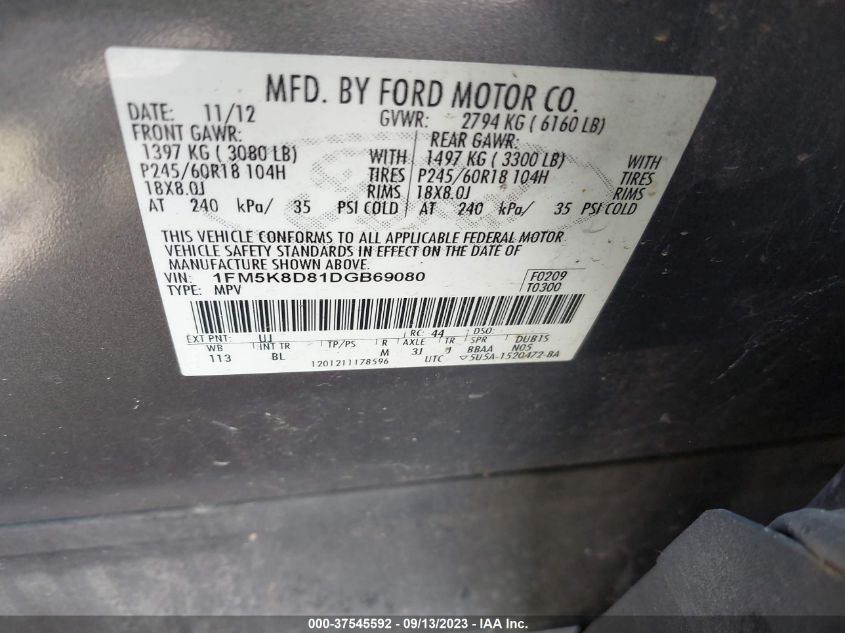 MFD. BY FORD MOTOR CO.
DATE: 11/12 GVWR: 2794 KG ( 6160 LB)
FRONT GAWR: REAR GAWR:
1397 KG ( 3080 LB) WITH 1497 KG ( 3300 LB) WITH
P245/60R18 104H TIRES P245/60R18 104H TIRES
18X8.0J RIMS 18X8.0J RIMS
AT 240 kPa/ 35 PSI COLD AT 240 kPa/ 35 PSI COLD
THIS VEHICLE CONFORMS TO ALL APPLICABLE FEDERAL MOTOR
VEHICLE SAFETY STANDARDS IN EFFECT ON THE DATE OF
MANUFACTURE SHOWN ABOVE.
VIN: 1FM5K8D81DGB69080 F0209
TYPE: MPV T0300
EXT PNT: UJ RC: 44 DSO:
WB INT TR TP/PS R AXLE TR SPR DUB15
113 BL M 3J J BBAA NO5
1201211178596 UTC 5U5A-1520472-BA
000-37545592 - 09/13/2023 - © COPYRIGHT IAA, LLC